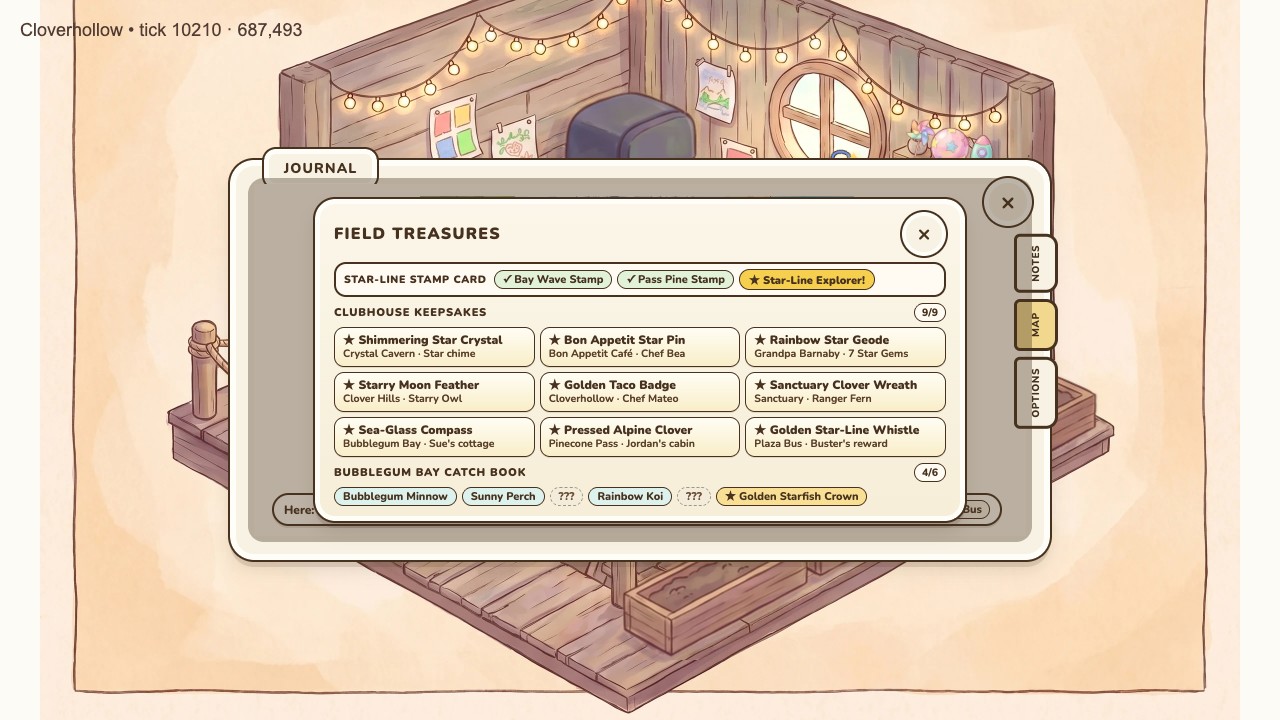 Cloverhollow • tick 10210 · 687,493
JOURNAL
FIELD TREASURES
STAR-LINE STAMP CARD ✓ Bay Wave Stamp ✓ Pass Pine Stamp ★ Star-Line Explorer!
CLUBHOUSE KEEPSAKES 9/9
★ Shimmering Star Crystal
Crystal Cavern · Star chime
★ Bon Appetit Star Pin
Bon Appetit Café · Chef Bea
★ Rainbow Star Geode
Grandpa Barnaby · 7 Star Gems
★ Starry Moon Feather
Clover Hills · Starry Owl
★ Golden Taco Badge
Cloverhollow · Chef Mateo
★ Sanctuary Clover Wreath
Sanctuary · Ranger Fern
★ Sea-Glass Compass
Bubblegum Bay · Sue's cottage
★ Pressed Alpine Clover
Pinecone Pass · Jordan's cabin
★ Golden Star-Line Whistle
Plaza Bus · Buster's reward
BUBBLEGUM BAY CATCH BOOK 4/6
Bubblegum Minnow Sunny Perch ??? Rainbow Koi ??? ★ Golden Starfish Crown
Here: Bus
NOTES
MAP
OPTIONS